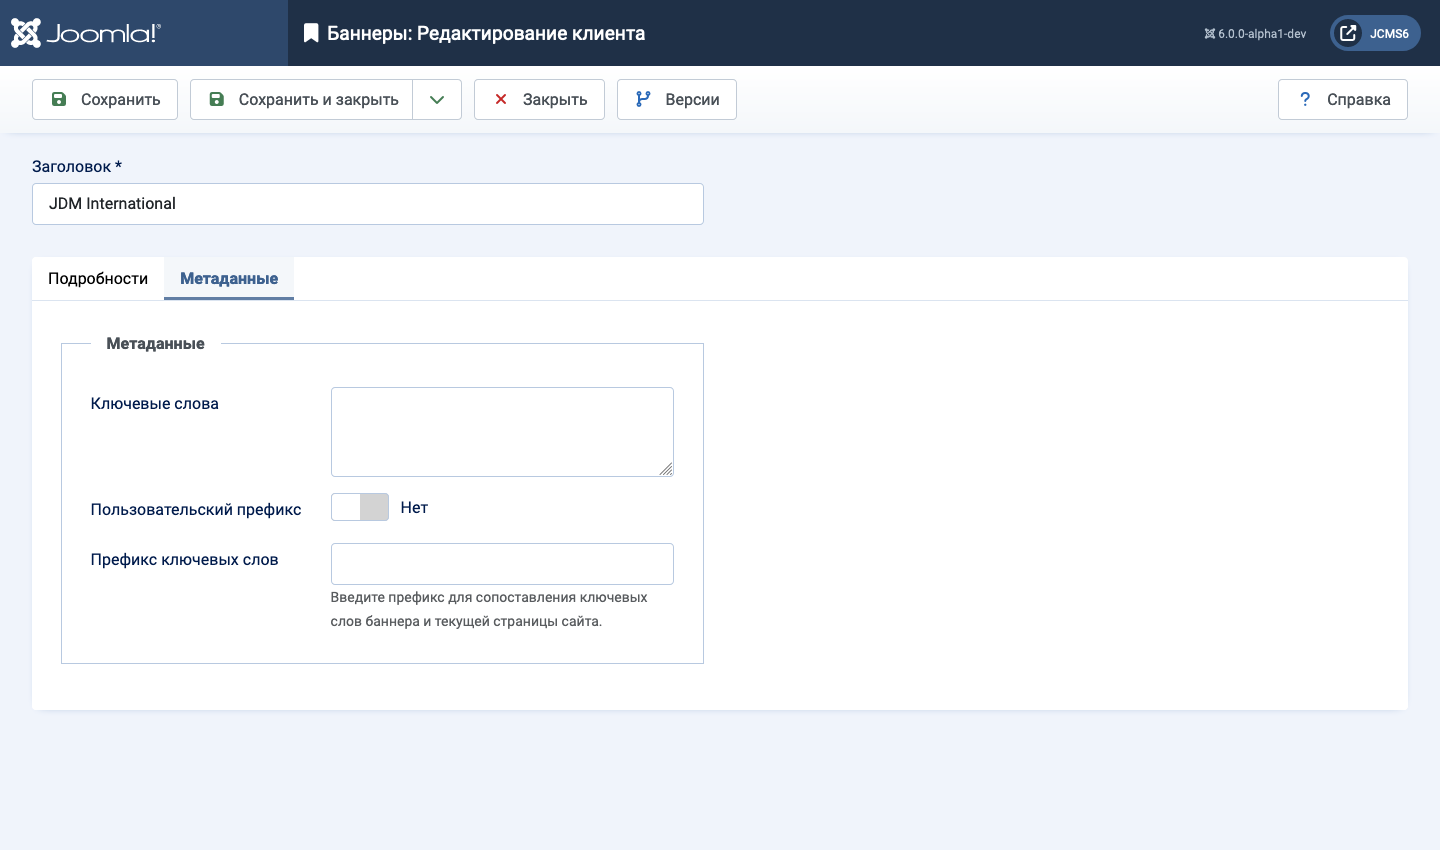 Joomla!®
Баннеры: Редактирование клиента
6.0.0-alpha1-dev
JCMS6
Сохранить
Сохранить и закрыть
Закрыть
Версии
Справка
Заголовок *
JDM International
Подробности
Метаданные
Метаданные
Ключевые слова
Пользовательский префикс
Нет
Префикс ключевых слов
Введите префикс для сопоставления ключевых
слов баннера и текущей страницы сайта.